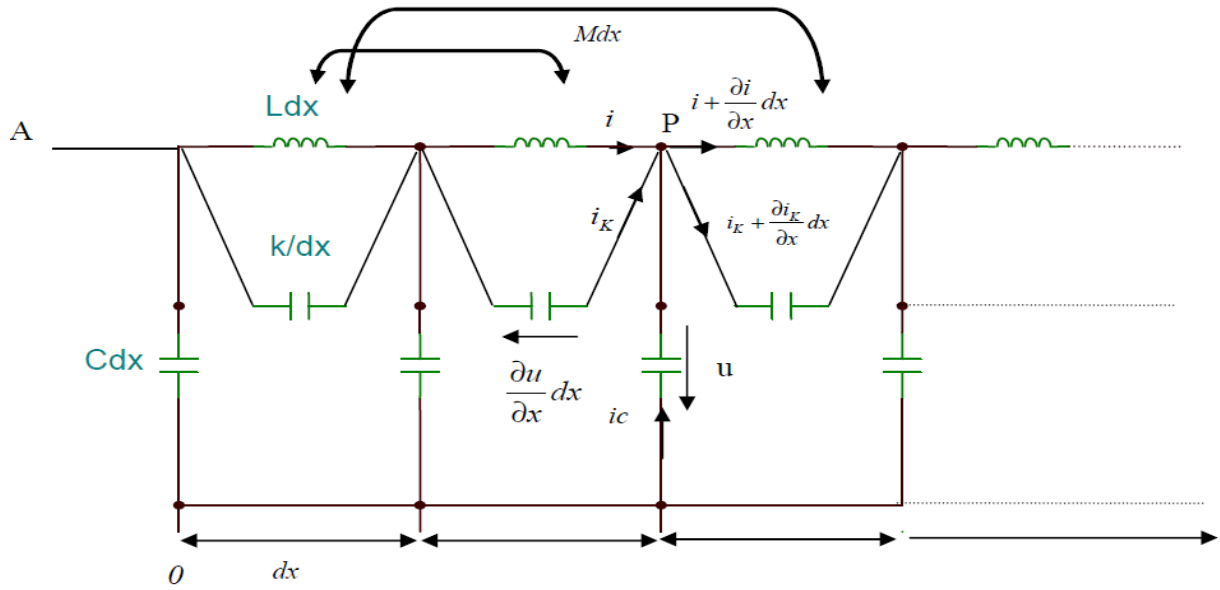 Mdx
Ldx
A
i
P
i + ∂i/∂x dx
k/dx
i_K
i_K + ∂i_K/∂x dx
Cdx
∂u/∂x dx
u
ic
0
dx